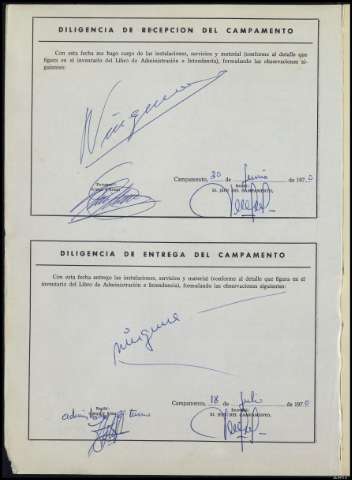 DILIGENCIA DE RECEPCION DEL CAMPAMENTO
Con esta fecha me hago cargo de las instalaciones, servicios y material (conforme al detalle que
figura en el inventario del Libro de Administración e Intendencia), formulando las observaciones si-
guientes:
Ninguna
Campamento, 30 de Junio de 1970
EL JEFE DEL CAMPAMENTO,
DILIGENCIA DE ENTREGA DEL CAMPAMENTO
Con esta fecha entrego las instalaciones, servicios y material (conforme al detalle que figura en el
inventario del Libro de Administración e Intendencia), formulando las observaciones siguientes:
ninguna
Campamento, 18 de Julio de 1970
EL JEFE DEL CAMPAMENTO,